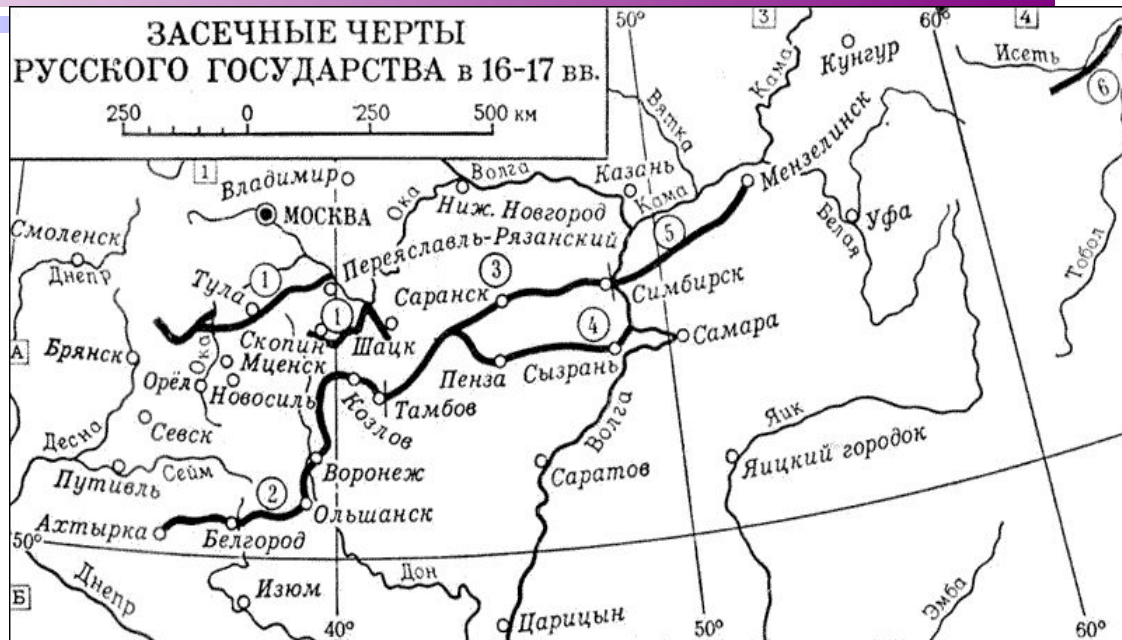 ЗАСЕЧНЫЕ ЧЕРТЫ
РУССКОГО ГОСУДАРСТВА в 16-17 вв.
250 0 250 500 км
50°
3
60°
4
Кунгур
Исеть
6
Кама
Вятка
1
Владимир
Волга
Казань
Мензелинск
Ока
МОСКВА
Ниж. Новгород
Кама
Смоленск
Днепр
Переяславль-Рязанский
5
Белая
Уфа
Тобол
Тула
1
3
Саранск
Симбирск
1
4
Самара
А
Брянск
Ока
Скопин
Шацк
Мценск
Пенза
Сызрань
Орёл
Новосиль
Козлов
Тамбов
Волга
Яик
Десна
Севск
Воронеж
Саратов
Яицкий городок
Путивль
Сейм
2
Ольшанск
Ахтырка
Белгород
50°
Днепр
Изюм
Дон
Эмба
Б
40°
Царицын
50°
60°